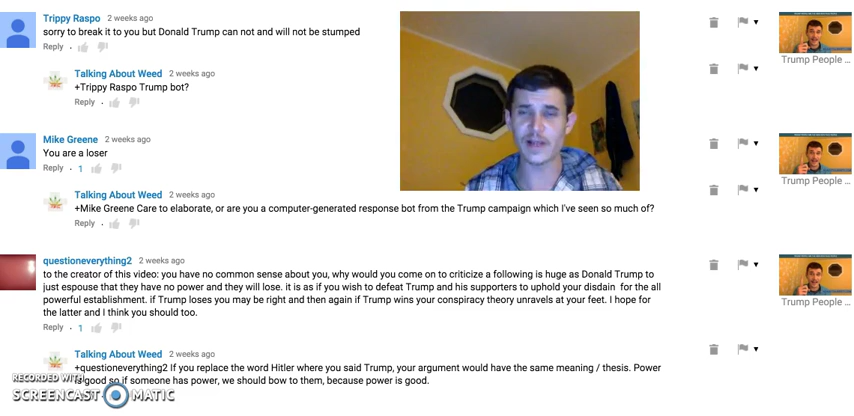 Trippy Raspo 2 weeks ago
sorry to break it to you but Donald Trump can not and will not be stumped
Reply
Trump People ...
Talking About Weed 2 weeks ago
+Trippy Raspo Trump bot?
Reply
Mike Greene 2 weeks ago
You are a loser
Reply 1
Trump People ...
Talking About Weed 2 weeks ago
+Mike Greene Care to elaborate, or are you a computer-generated response bot from the Trump campaign which I've seen so much of?
Reply
questioneverything2 2 weeks ago
to the creator of this video: you have no common sense about you, why would you come on to criticize a following is huge as Donald Trump to
just espouse that they have no power and they will lose. it is as if you wish to defeat Trump and his supporters to uphold your disdain for the all
powerful establishment. if Trump loses you may be right and then again if Trump wins your conspiracy theory unravels at your feet. I hope for
the latter and I think you should too.
Trump People ...
Reply 1
Talking About Weed 2 weeks ago
+questioneverything2 If you replace the word Hitler where you said Trump, your argument would have the same meaning / thesis. Power
is good so if someone has power, we should bow to them, because power is good.
RECORDED WITH
SCREENCAST MATIC